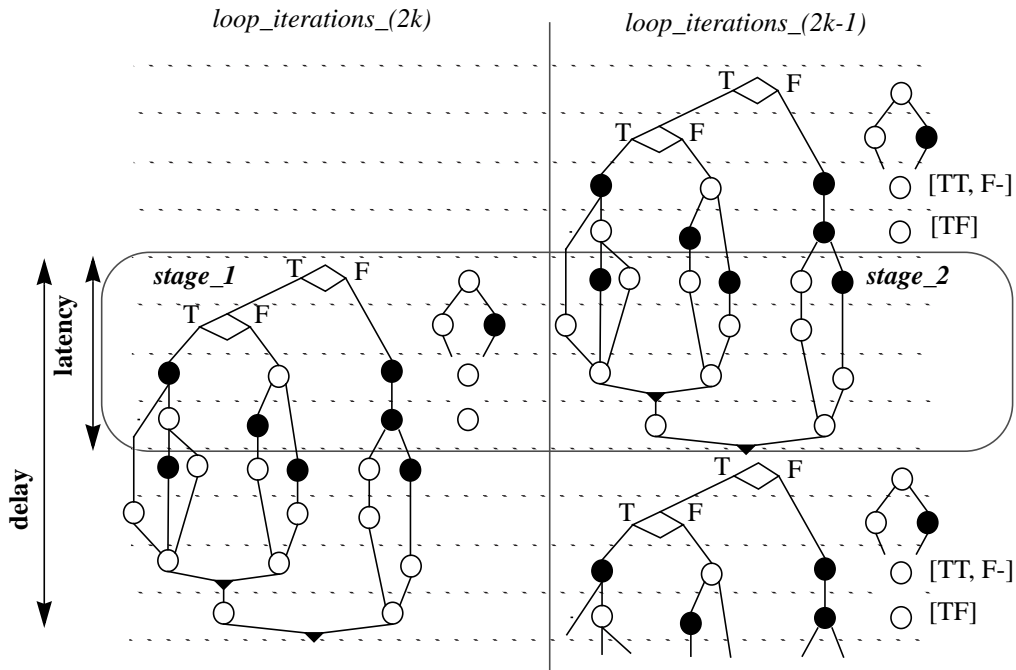 loop_iterations_(2k)
loop_iterations_(2k-1)
T F
T F
[TT, F-]
[TF]
stage_1
T F
stage_2
T F
latency
delay
T F
T F
[TT, F-]
[TF]